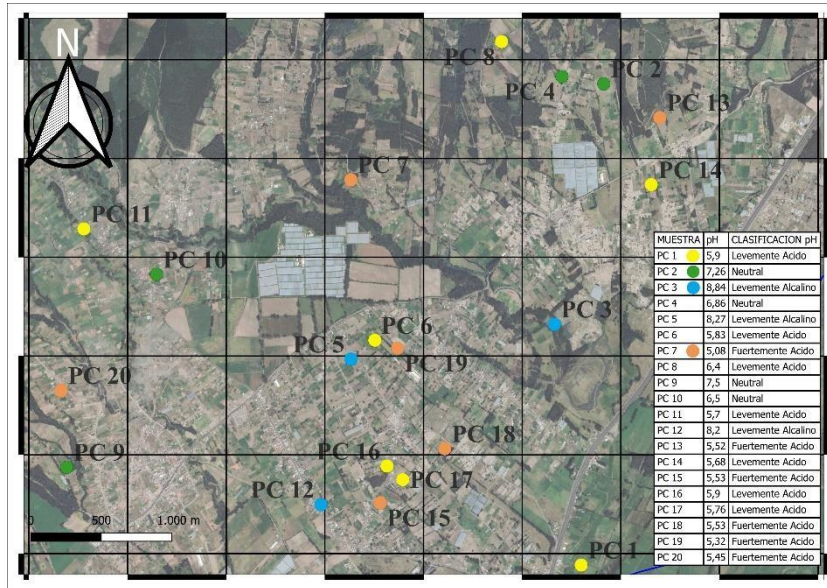 N
PC 8
PC 4
PC 2
PC 13
PC 7
PC 14
PC 11
PC 10
PC 3
PC 6
PC 5
PC 19
PC 20
PC 18
PC 9
PC 16
PC 17
PC 12
PC 15
PC 1
0 500 1.000 m
MUESTRA pH CLASIFICACION pH
PC 1 5,9 Levemente Acido
PC 2 7,26 Neutral
PC 3 8,84 Levemente Alcalino
PC 4 6,86 Neutral
PC 5 8,27 Levemente Alcalino
PC 6 5,83 Levemente Acido
PC 7 5,08 Fuertemente Acido
PC 8 6,4 Levemente Acido
PC 9 7,5 Neutral
PC 10 6,5 Neutral
PC 11 5,7 Levemente Acido
PC 12 8,2 Levemente Alcalino
PC 13 5,52 Fuertemente Acido
PC 14 5,68 Levemente Acido
PC 15 5,53 Fuertemente Acido
PC 16 5,9 Levemente Acido
PC 17 5,76 Levemente Acido
PC 18 5,53 Fuertemente Acido
PC 19 5,32 Fuertemente Acido
PC 20 5,45 Fuertemente Acido